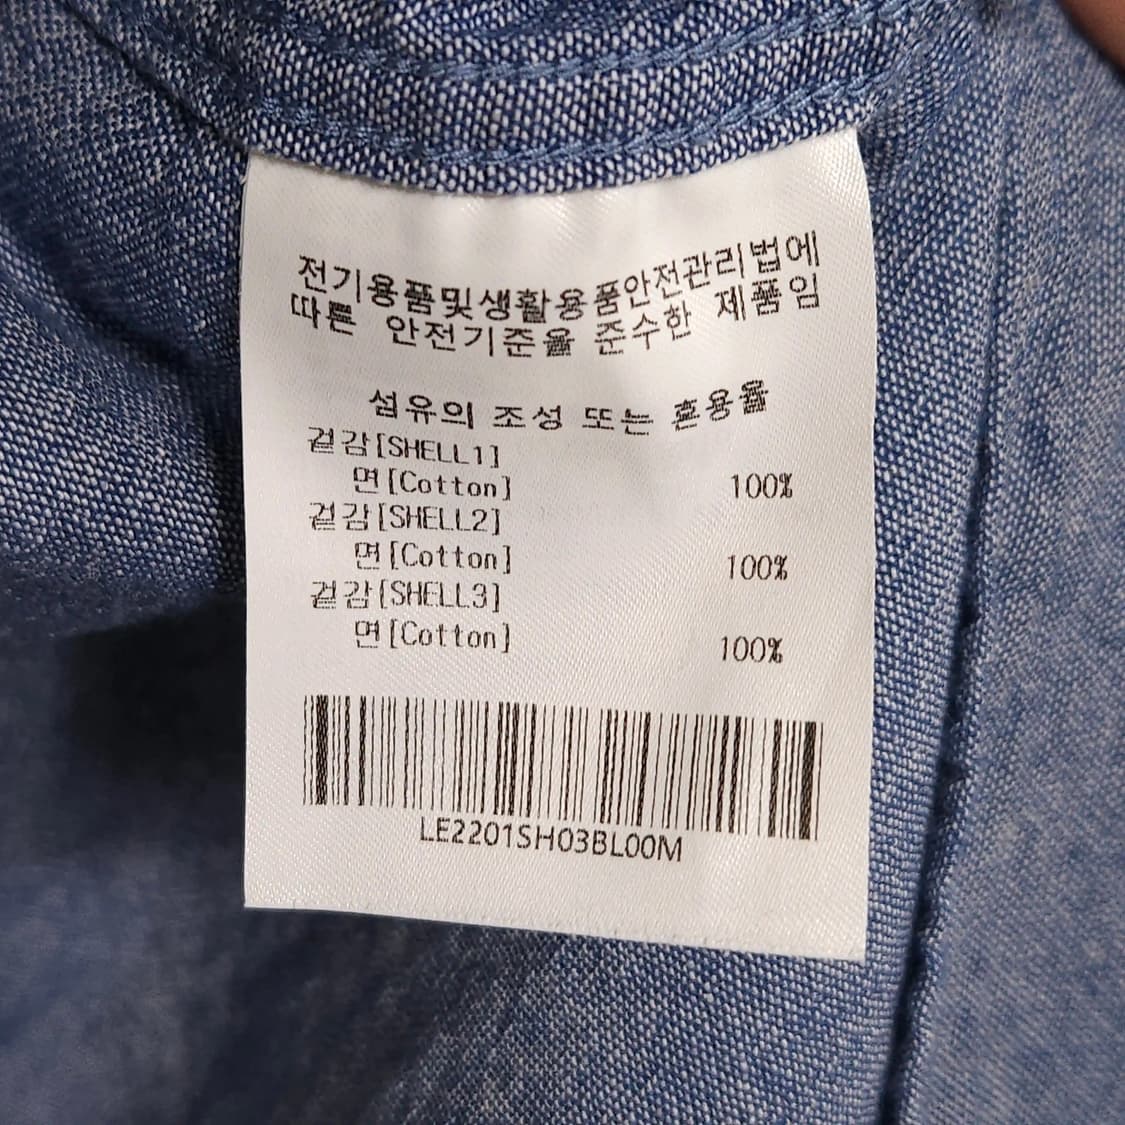 전기용품및생활용품안전관리법에
따른 안전기준을 준수한 제품임
섬유의 조성 또는 혼용율
겉감[SHELL1]
면[Cotton] 100%
겉감[SHELL2]
면[Cotton] 100%
겉감[SHELL3]
면[Cotton] 100%
LE2201SH03BL00M